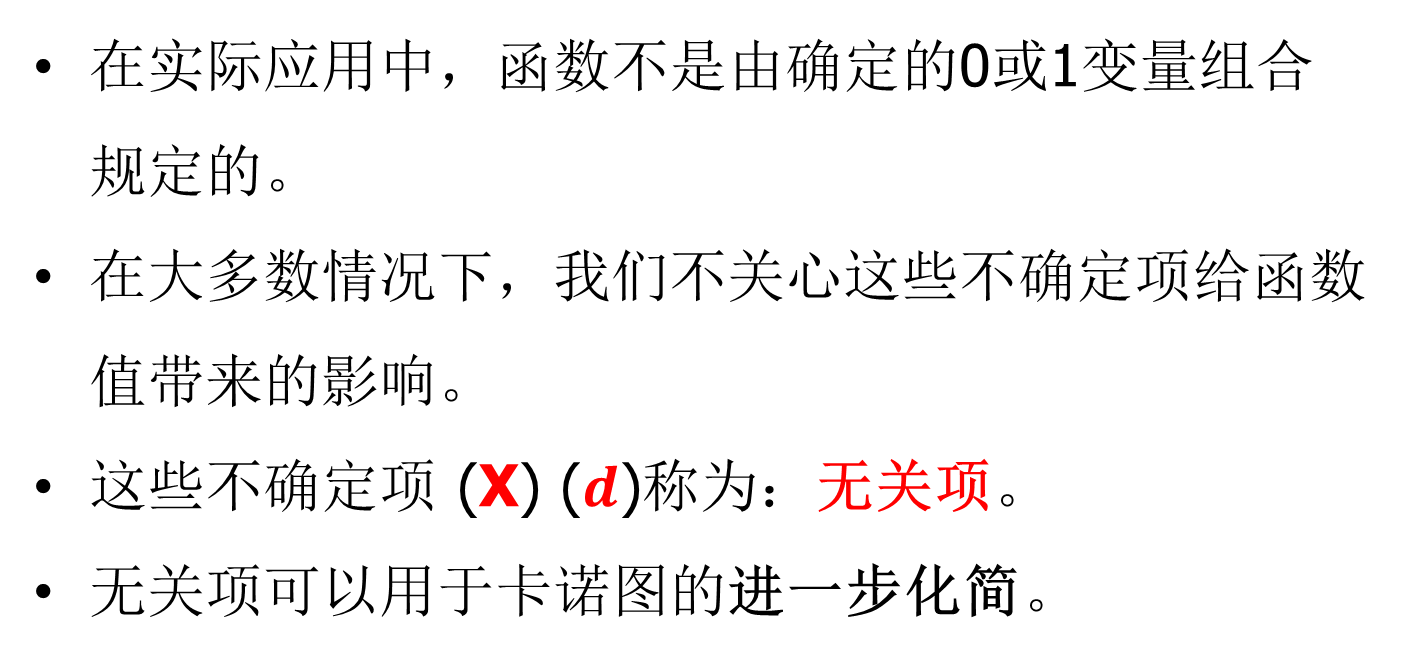 • 在实际应用中，函数不是由确定的0或1变量组合
规定的。
• 在大多数情况下，我们不关心这些不确定项给函数
值带来的影响。
• 这些不确定项 (X) (d)称为：无关项。
• 无关项可以用于卡诺图的进一步化简。